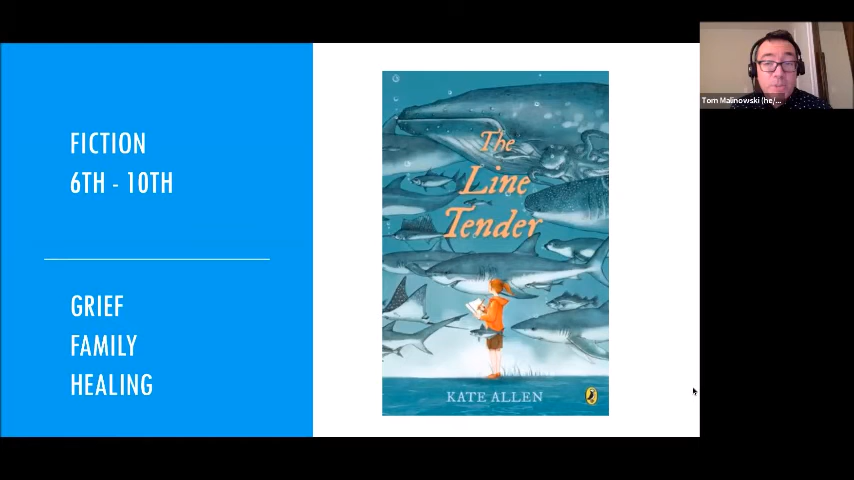 FICTION
6TH - 10TH
GRIEF
FAMILY
HEALING
The
Line
Tender
KATE ALLEN
Tom Malinowski (he/...